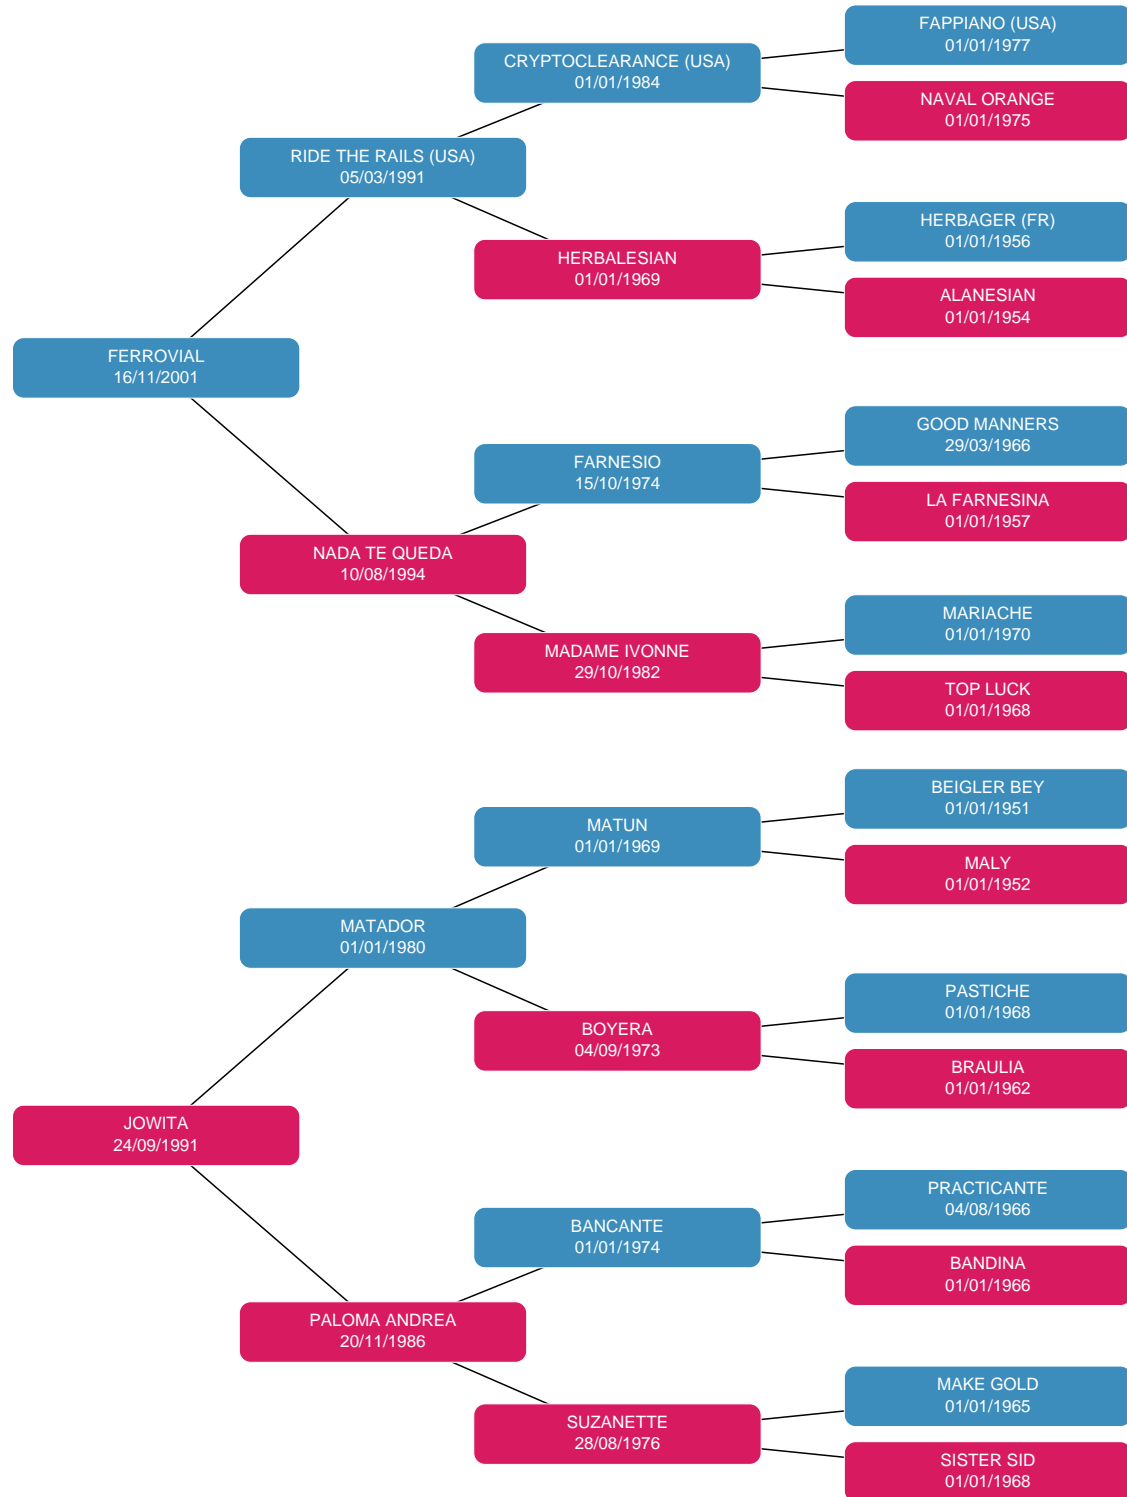 FAPPIANO (USA)
01/01/1977
CRYPTOCLEARANCE (USA)
01/01/1984
NAVAL ORANGE
01/01/1975
RIDE THE RAILS (USA)
05/03/1991
HERBAGER (FR)
01/01/1956
HERBALESIAN
01/01/1969
ALANESIAN
01/01/1954
FERROVIAL
16/11/2001
GOOD MANNERS
29/03/1966
FARNESIO
15/10/1974
LA FARNESINA
01/01/1957
NADA TE QUEDA
10/08/1994
MARIACHE
01/01/1970
MADAME IVONNE
29/10/1982
TOP LUCK
01/01/1968
BEIGLER BEY
01/01/1951
MATUN
01/01/1969
MALY
01/01/1952
MATADOR
01/01/1980
PASTICHE
01/01/1968
BOYERA
04/09/1973
BRAULIA
01/01/1962
JOWITA
24/09/1991
PRACTICANTE
04/08/1966
BANCANTE
01/01/1974
BANDINA
01/01/1966
PALOMA ANDREA
20/11/1986
MAKE GOLD
01/01/1965
SUZANETTE
28/08/1976
SISTER SID
01/01/1968